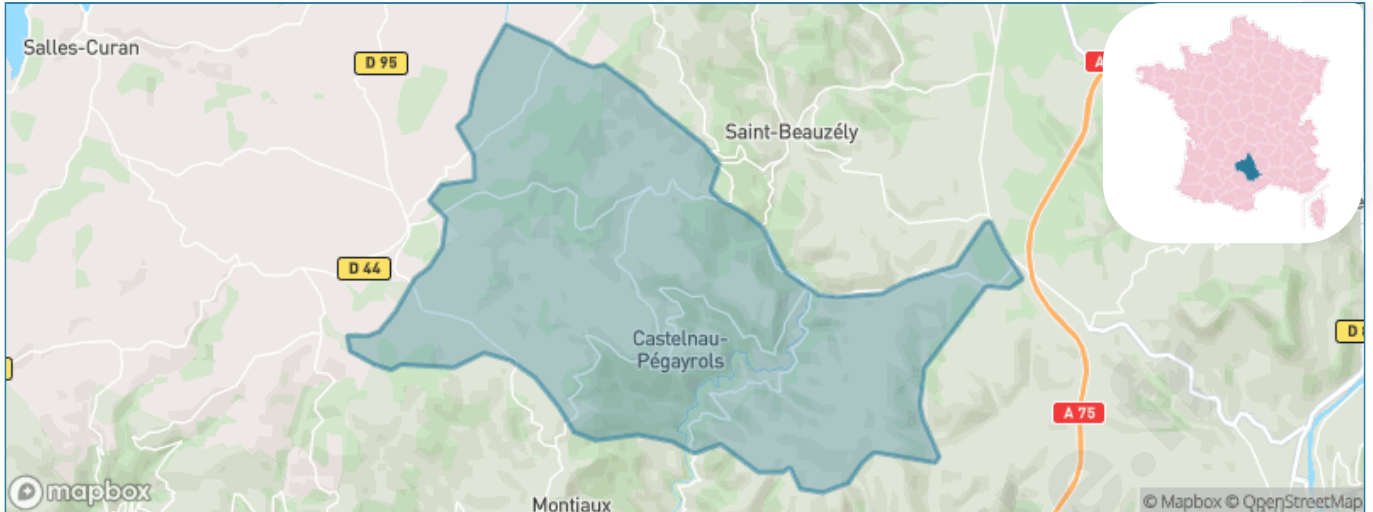 Salles-Curan
D 95
A
Saint-Beauzély
D 44
Castelnau-
Pégayrols
D
A 75
Montjaux
mapbox
© Mapbox © OpenStreetMap